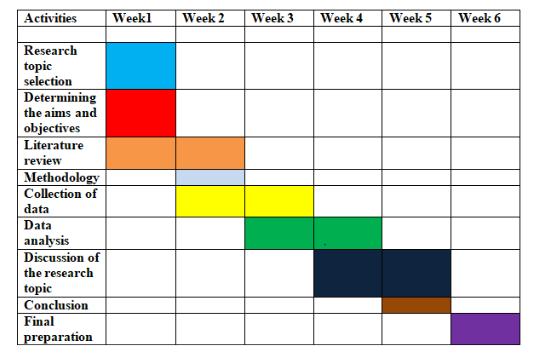 Activities Week1 Week 2 Week 3 Week 4 Week 5 Week 6
Research
topic
selection
Determining
the aims and
objectives
Literature
review
Methodology
Collection of
data
Data
analysis
Discussion of
the research
topic
Conclusion
Final
preparation